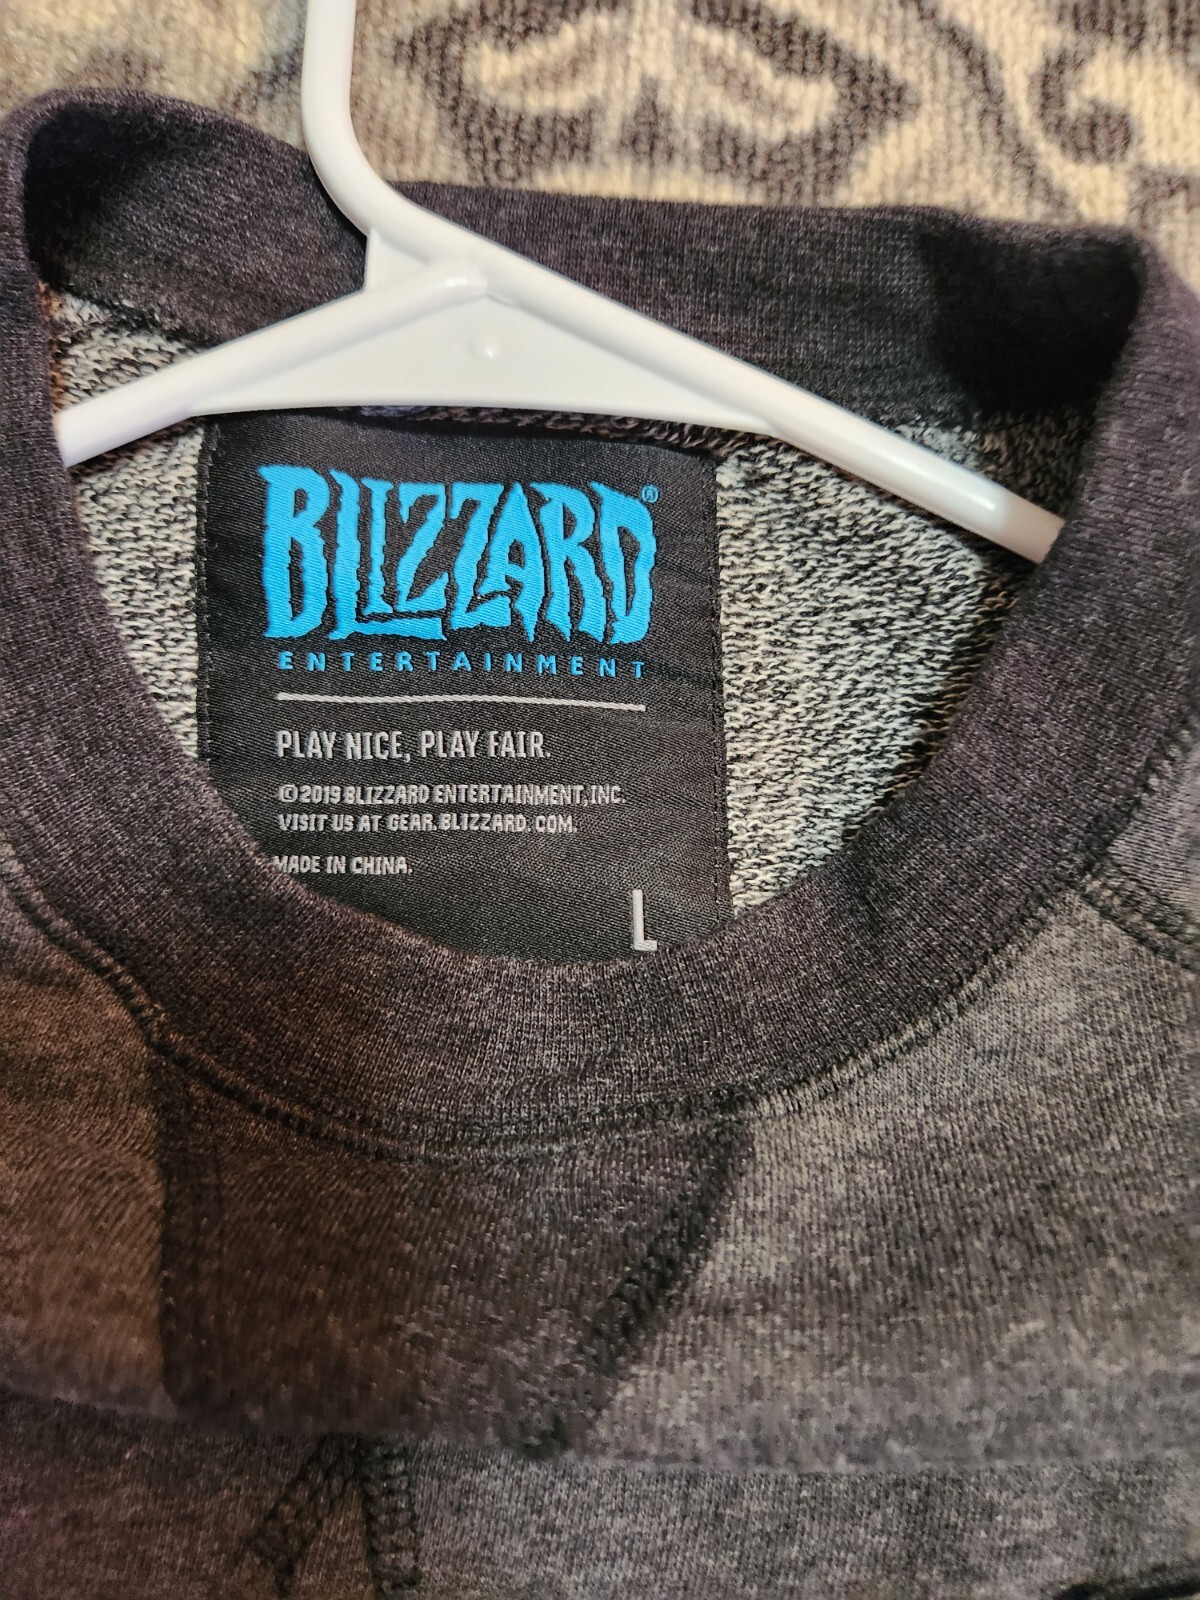 BLIZZARD®
ENTERTAINMENT
PLAY NICE, PLAY FAIR.
©2019 BLIZZARD ENTERTAINMENT, INC.
VISIT US AT GEAR.BLIZZARD.COM.
MADE IN CHINA.
L